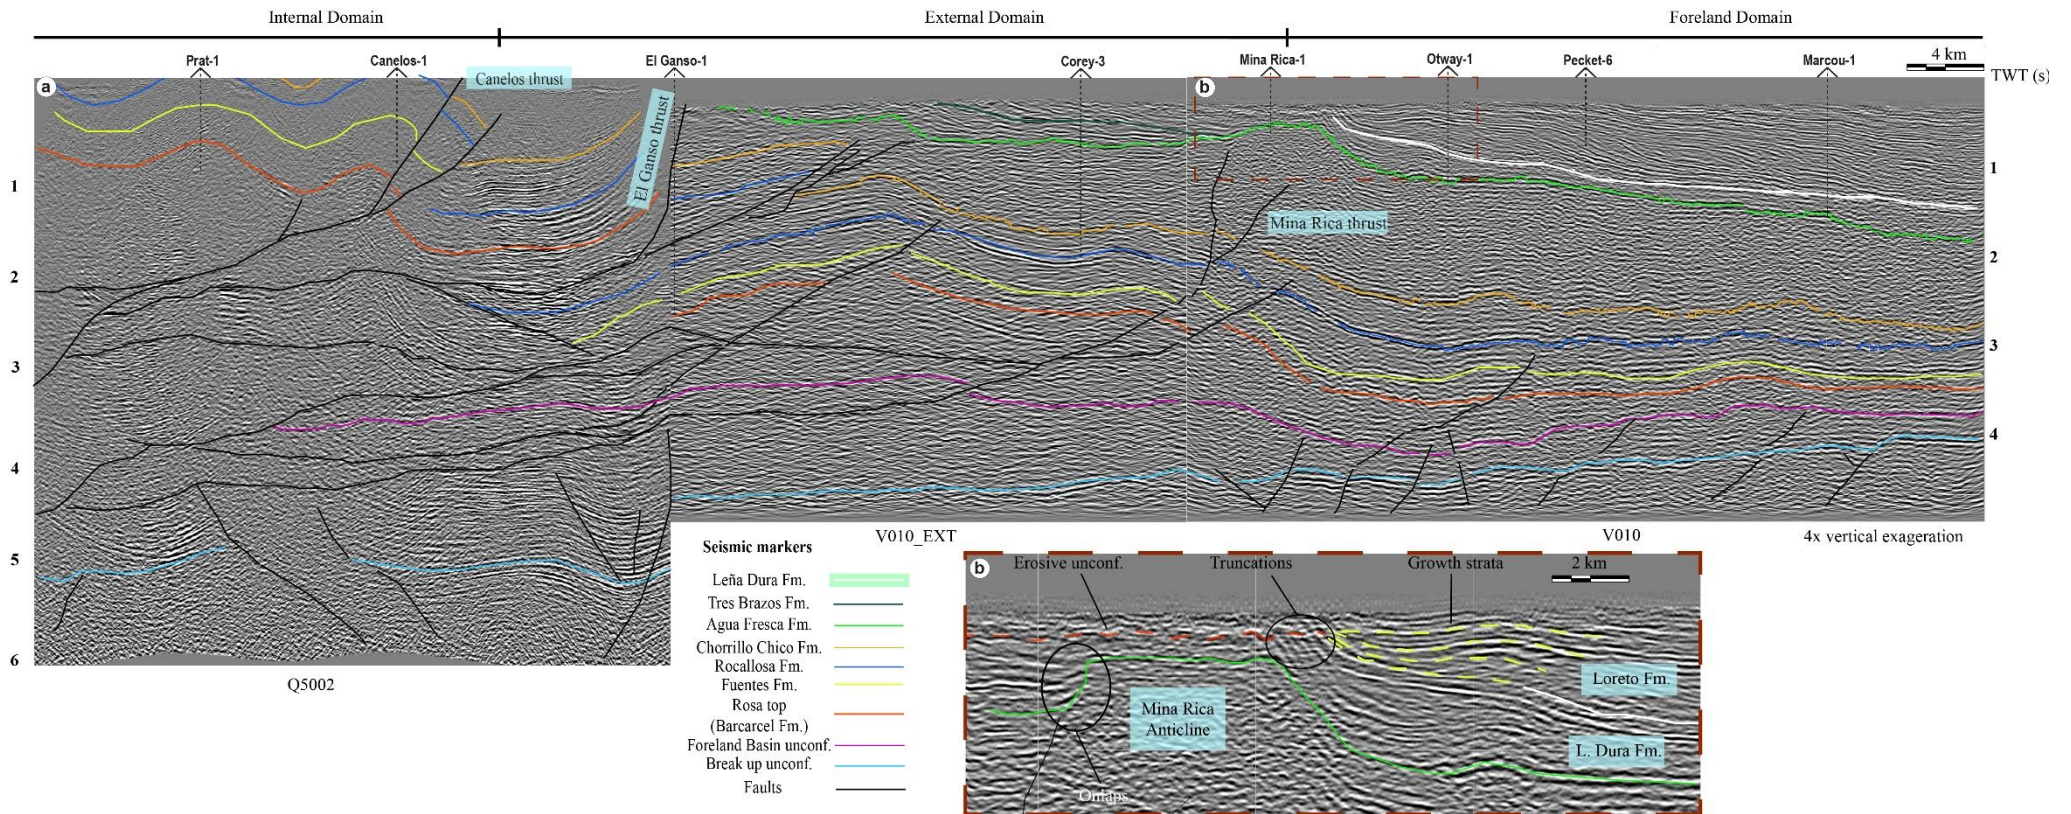 Internal Domain
External Domain
Foreland Domain
Prat-1
Canelos-1
El Ganso-1
Corey-3
Mina Rica-1
Otway-1
Pecket-6
Marcou-1
4 km
TWT (s)
a
b
Canelos thrust
El Ganso thrust
Mina Rica thrust
1
2
3
4
5
6
1
2
3
4
Q5002
V010_EXT
V010
4x vertical exageration
Seismic markers
Leña Dura Fm.
Tres Brazos Fm.
Agua Fresca Fm.
Chorrillo Chico Fm.
Rocallosa Fm.
Fuentes Fm.
Rosa top
(Barcarcel Fm.)
Foreland Basin unconf.
Break up unconf.
Faults
b
Erosive unconf.
Truncations
Growth strata
2 km
Loreto Fm.
Mina Rica
Anticline
L. Dura Fm.
Onlaps